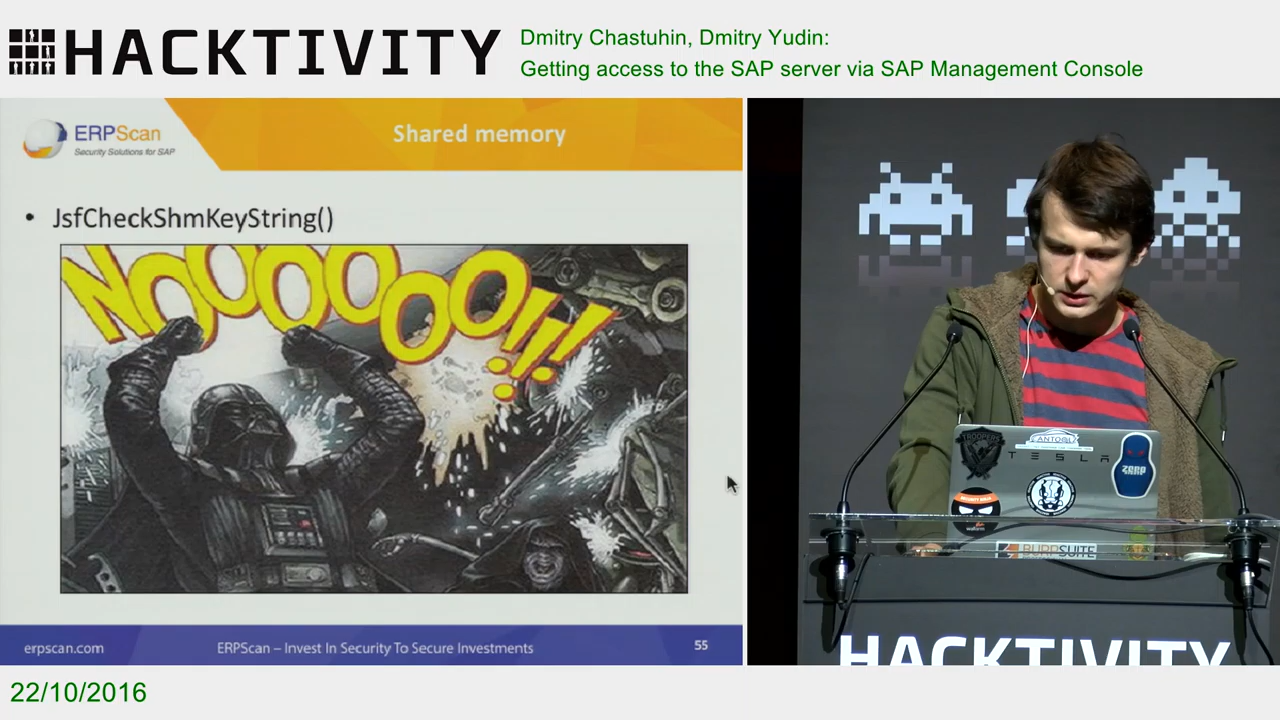 HACKTIVITY
Dmitry Chastuhin, Dmitry Yudin:
Getting access to the SAP server via SAP Management Console
ERPScan
Security Solutions for SAP
Shared memory
• JsfCheckShmKeyString()
NOOOOOO!!!
erpscan.com
ERPScan – Invest In Security To Secure Investments
55
TROOPERS
TESLA
BURPSUITE
HACKTIVITY
22/10/2016